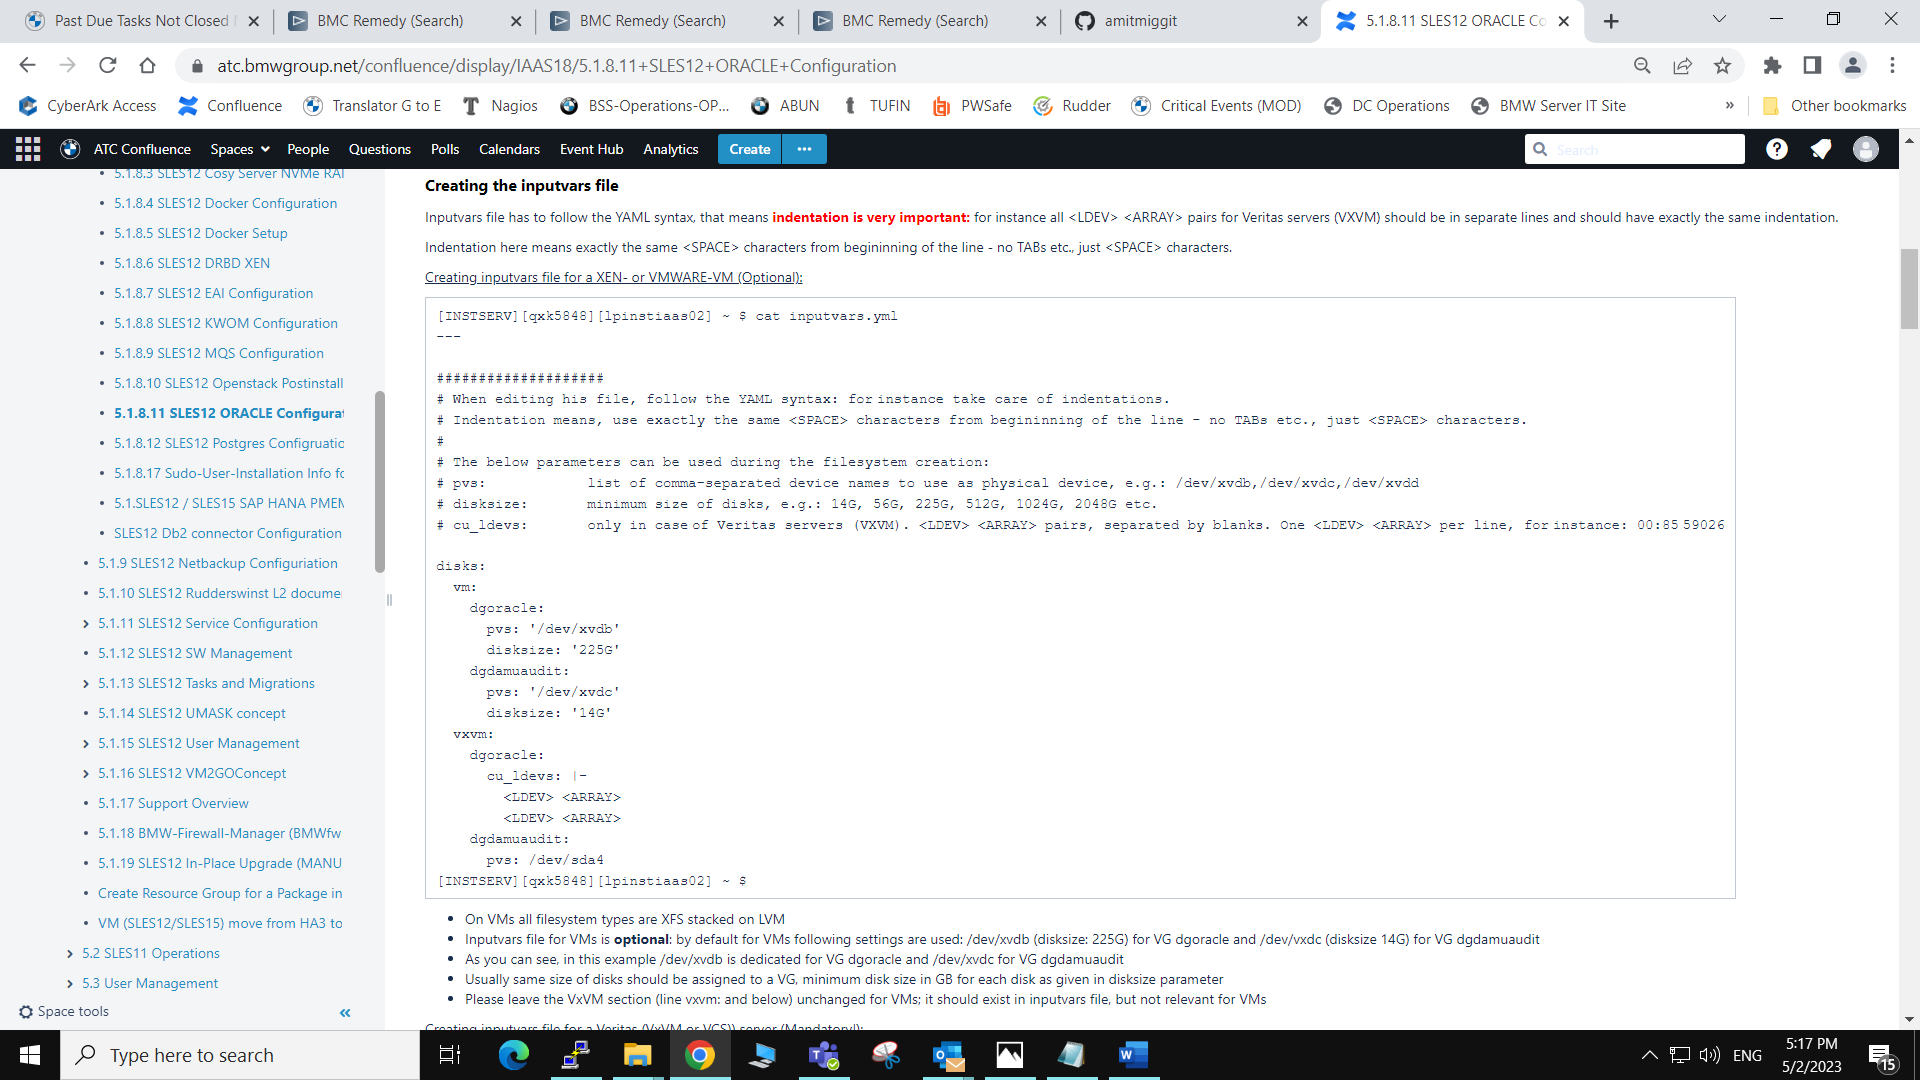 Past Due Tasks Not Closed
BMC Remedy (Search)
BMC Remedy (Search)
BMC Remedy (Search)
amitmiggit
5.1.8.11 SLES12 ORACLE Co
atc.bmwgroup.net/confluence/display/IAAS18/5.1.8.11+SLES12+ORACLE+Configuration
CyberArk Access
Confluence
Translator G to E
Nagios
BSS-Operations-OP...
ABUN
TUFIN
PWSafe
Rudder
Critical Events (MOD)
DC Operations
BMW Server IT Site
»
Other bookmarks
ATC Confluence
Spaces
People
Questions
Polls
Calendars
Event Hub
Analytics
Create
Search
5.1.8.3 SLES12 Cosy Server NVMe RAI
5.1.8.4 SLES12 Docker Configuration
5.1.8.5 SLES12 Docker Setup
5.1.8.6 SLES12 DRBD XEN
5.1.8.7 SLES12 EAI Configuration
5.1.8.8 SLES12 KWOM Configuration
5.1.8.9 SLES12 MQS Configuration
5.1.8.10 SLES12 Openstack Postinstall
5.1.8.11 SLES12 ORACLE Configurat
5.1.8.12 SLES12 Postgres Configruatio
5.1.8.17 Sudo-User-Installation Info fo
5.1.SLES12 / SLES15 SAP HANA PMEM
SLES12 Db2 connector Configuration
5.1.9 SLES12 Netbackup Configuriation
5.1.10 SLES12 Rudderswinst L2 docume
5.1.11 SLES12 Service Configuration
5.1.12 SLES12 SW Management
5.1.13 SLES12 Tasks and Migrations
5.1.14 SLES12 UMASK concept
5.1.15 SLES12 User Management
5.1.16 SLES12 VM2GOConcept
5.1.17 Support Overview
5.1.18 BMW-Firewall-Manager (BMWfw
5.1.19 SLES12 In-Place Upgrade (MANU
Create Resource Group for a Package in
VM (SLES12/SLES15) move from HA3 to
5.2 SLES11 Operations
5.3 User Management
Space tools
«
Creating the inputvars file
Inputvars file has to follow the YAML syntax, that means indentation is very important: for instance all <LDEV> <ARRAY> pairs for Veritas servers (VXVM) should be in separate lines and should have exactly the same indentation.
Indentation here means exactly the same <SPACE> characters from begininning of the line - no TABs etc., just <SPACE> characters.
Creating inputvars file for a XEN- or VMWARE-VM (Optional):
[INSTSERV][qxk5848][lpinstiaas02] ~ $ cat inputvars.yml
---
####################
# When editing his file, follow the YAML syntax: for instance take care of indentations.
# Indentation means, use exactly the same <SPACE> characters from begininning of the line - no TABs etc., just <SPACE> characters.
#
# The below parameters can be used during the filesystem creation:
# pvs: list of comma-separated device names to use as physical device, e.g.: /dev/xvdb,/dev/xvdc,/dev/xvdd
# disksize: minimum size of disks, e.g.: 14G, 56G, 225G, 512G, 1024G, 2048G etc.
# cu_ldevs: only in case of Veritas servers (VXVM). <LDEV> <ARRAY> pairs, separated by blanks. One <LDEV> <ARRAY> per line, for instance: 00:85 59026
disks:
vm:
dgoracle:
pvs: '/dev/xvdb'
disksize: '225G'
dgdamuaudit:
pvs: '/dev/xvdc'
disksize: '14G'
vxvm:
dgoracle:
cu_ldevs: |-
<LDEV> <ARRAY>
<LDEV> <ARRAY>
dgdamuaudit:
pvs: /dev/sda4
[INSTSERV][qxk5848][lpinstiaas02] ~ $
On VMs all filesystem types are XFS stacked on LVM
Inputvars file for VMs is optional: by default for VMs following settings are used: /dev/xvdb (disksize: 225G) for VG dgoracle and /dev/vxdc (disksize 14G) for VG dgdamuaudit
As you can see, in this example /dev/xvdb is dedicated for VG dgoracle and /dev/xvdc for VG dgdamuaudit
Usually same size of disks should be assigned to a VG, minimum disk size in GB for each disk as given in disksize parameter
Please leave the VxVM section (line vxvm: and below) unchanged for VMs; it should exist in inputvars file, but not relevant for VMs
Creating inputvars file for a Veritas (VxVM or VCS)) server (Mandatory!):
Type here to search
ENG
5:17 PM
5/2/2023
15